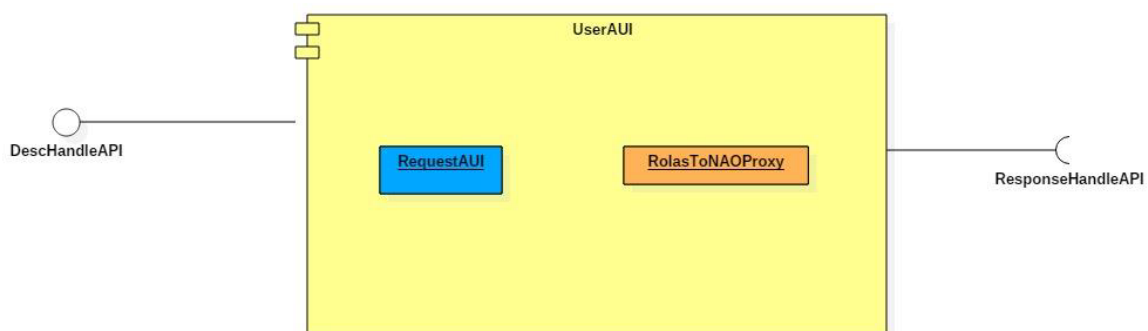 UserAUI
DescHandleAPI
RequestAUI
RolasToNAOProxy
ResponseHandleAPI